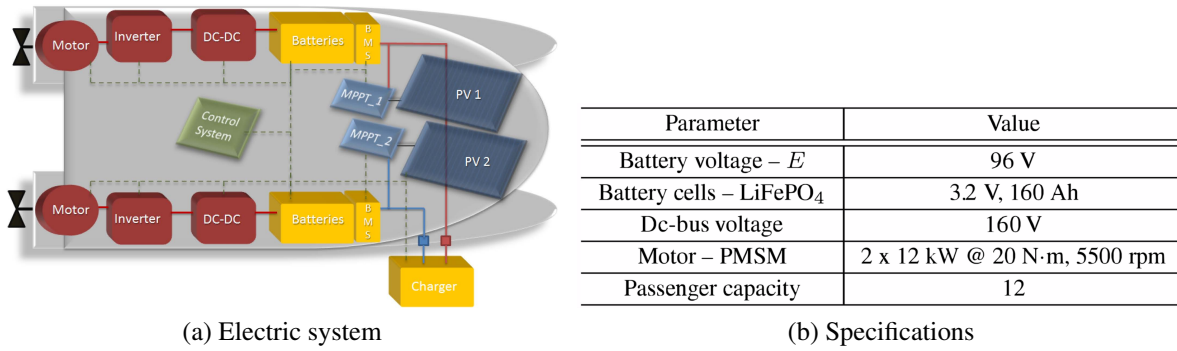 Motor
Inverter
DC-DC
Batteries
BMS
MPPT_1
PV 1
Control
System
MPPT_2
PV 2
Motor
Inverter
DC-DC
Batteries
BMS
Charger
(a) Electric system
Parameter Value
Battery voltage – E 96 V
Battery cells – LiFePO₄ 3.2 V, 160 Ah
Dc-bus voltage 160 V
Motor – PMSM 2 x 12 kW @ 20 N·m, 5500 rpm
Passenger capacity 12
(b) Specifications